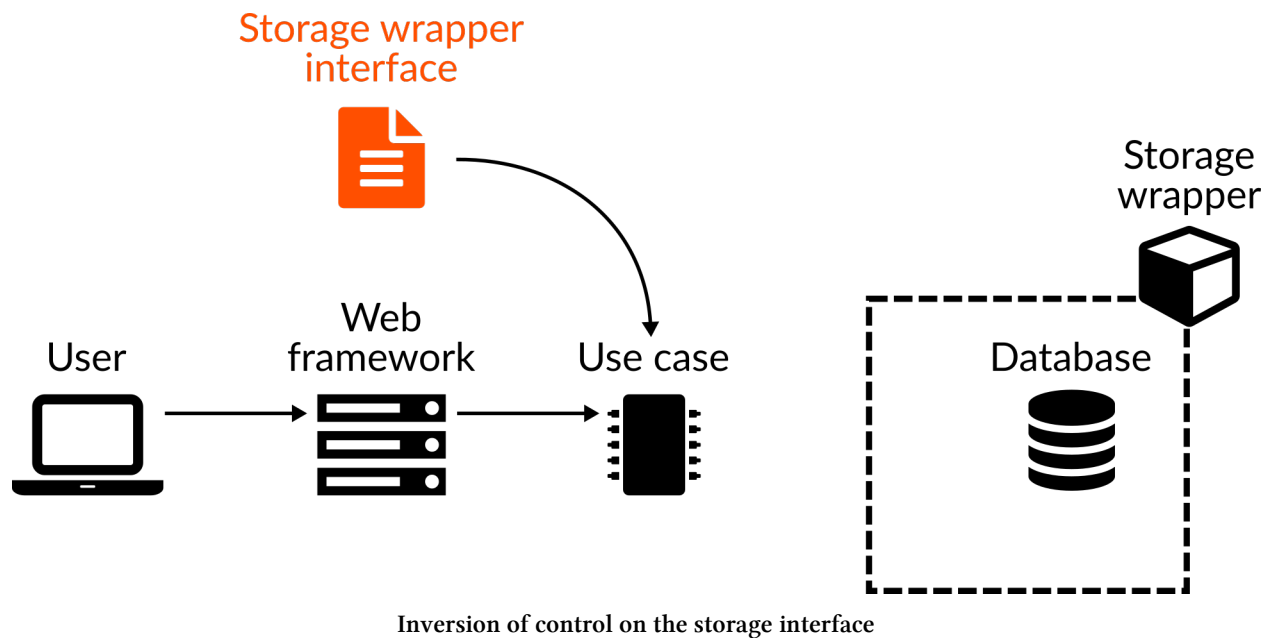 Storage wrapper
interface
Storage
wrapper
Web
framework
User
Use case
Database
Inversion of control on the storage interface